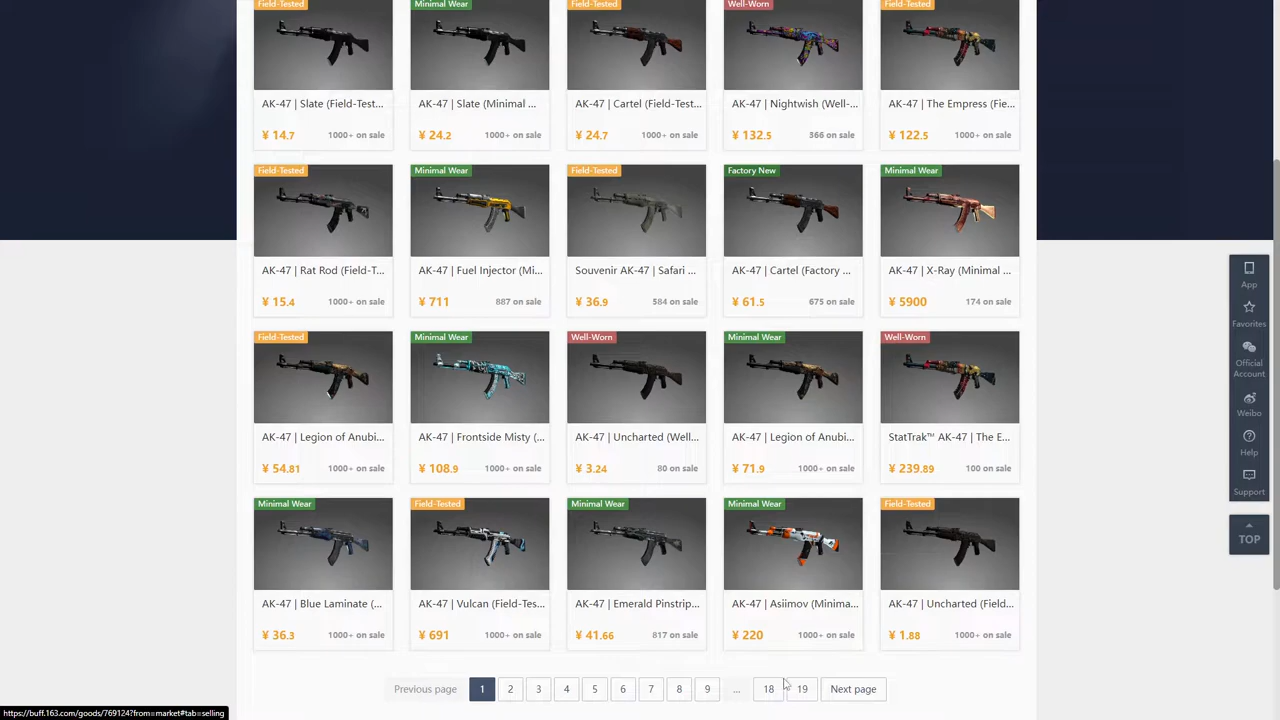 Field-Tested
Minimal Wear
Field-Tested
Well-Worn
Field-Tested
AK-47 | Slate (Field-Test...
AK-47 | Slate (Minimal ...
AK-47 | Cartel (Field-Test...
AK-47 | Nightwish (Well-...
AK-47 | The Empress (Fie...
¥ 14.7 1000+ on sale
¥ 24.2 1000+ on sale
¥ 24.7 1000+ on sale
¥ 132.5 366 on sale
¥ 122.5 1000+ on sale
Field-Tested
Minimal Wear
Field-Tested
Factory New
Minimal Wear
AK-47 | Rat Rod (Field-T...
AK-47 | Fuel Injector (Mi...
Souvenir AK-47 | Safari ...
AK-47 | Cartel (Factory ...
AK-47 | X-Ray (Minimal ...
¥ 15.4 1000+ on sale
¥ 711 887 on sale
¥ 36.9 584 on sale
¥ 61.5 675 on sale
¥ 5900 174 on sale
Field-Tested
Minimal Wear
Well-Worn
Minimal Wear
Well-Worn
AK-47 | Legion of Anubi...
AK-47 | Frontside Misty (...
AK-47 | Uncharted (Well...
AK-47 | Legion of Anubi...
StatTrak™ AK-47 | The E...
¥ 54.81 1000+ on sale
¥ 108.9 1000+ on sale
¥ 3.24 80 on sale
¥ 71.9 1000+ on sale
¥ 239.89 100 on sale
Minimal Wear
Field-Tested
Minimal Wear
Minimal Wear
Field-Tested
AK-47 | Blue Laminate (...
AK-47 | Vulcan (Field-Tes...
AK-47 | Emerald Pinstrip...
AK-47 | Asiimov (Minima...
AK-47 | Uncharted (Field...
¥ 36.3 1000+ on sale
¥ 691 1000+ on sale
¥ 41.66 817 on sale
¥ 220 1000+ on sale
¥ 1.88 1000+ on sale
Previous page 1 2 3 4 5 6 7 8 9 ... 18 19 Next page
App
Favorites
Official
Account
Weibo
Help
Support
TOP
https://buff.163.com/goods/769124?from=market#tab=selling